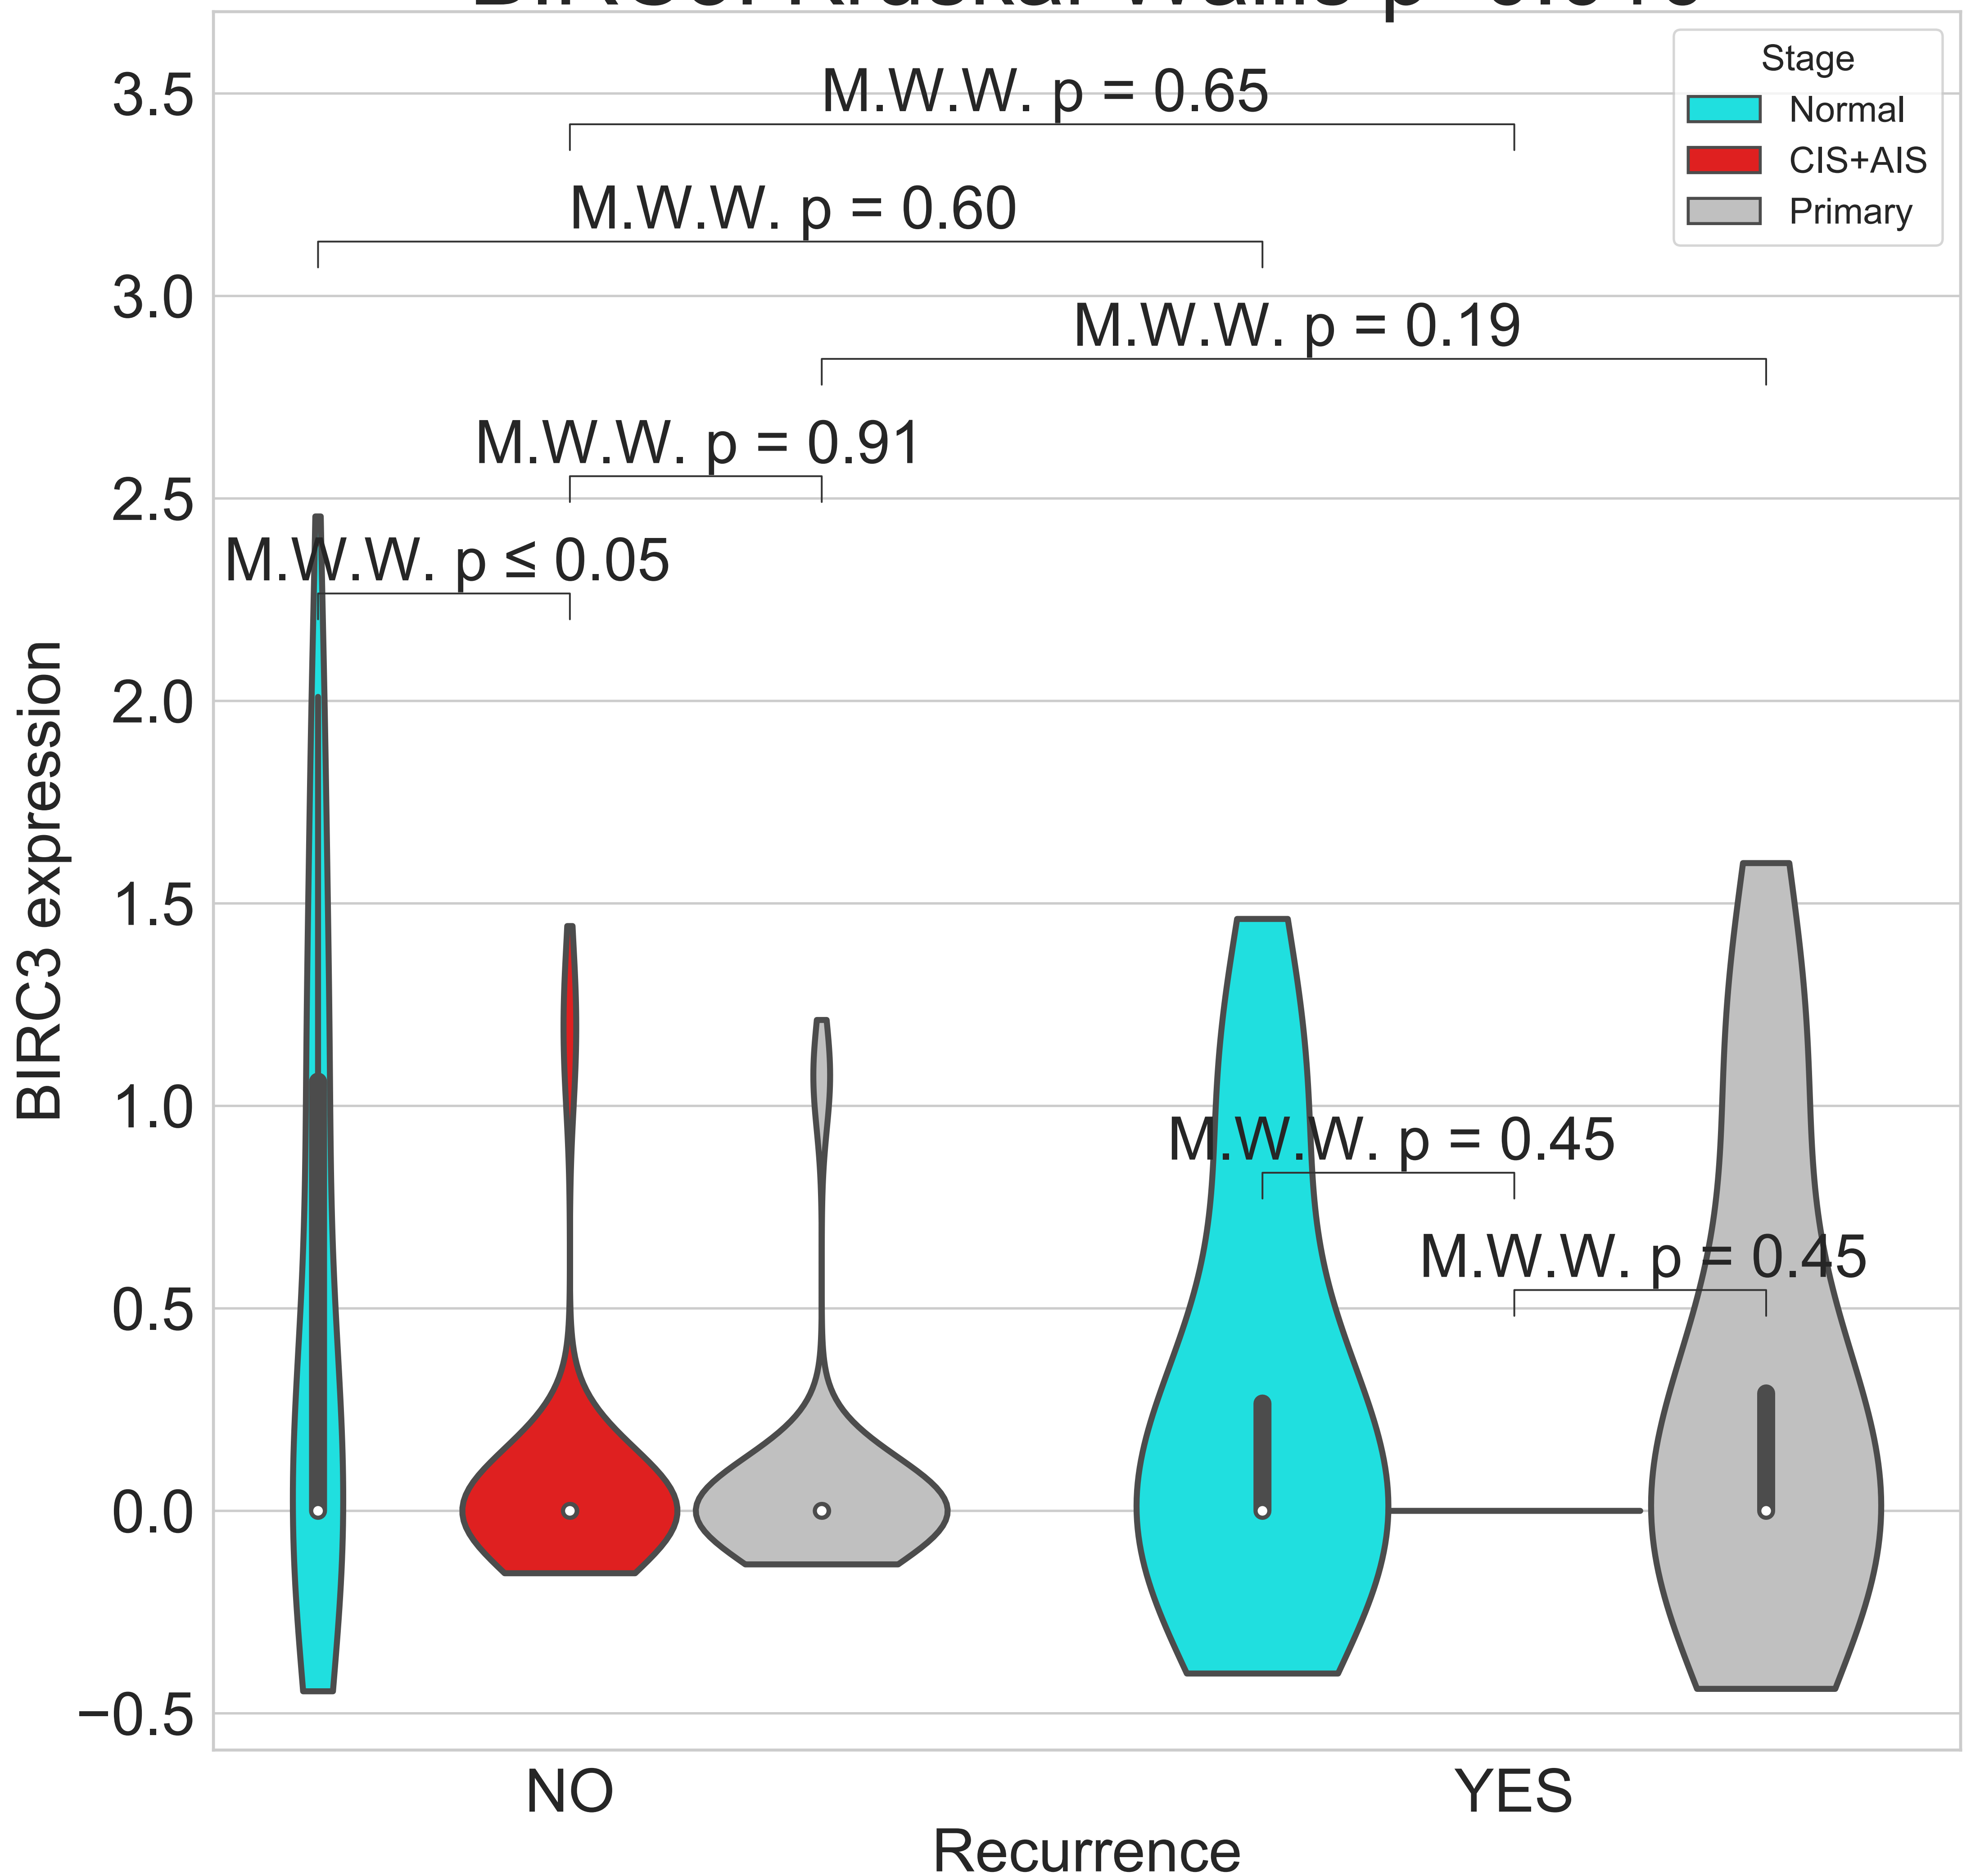 Stage
Normal
CIS+AIS
Primary
M.W.W. p = 0.65
M.W.W. p = 0.60
M.W.W. p = 0.19
M.W.W. p = 0.91
M.W.W. p ≤ 0.05
M.W.W. p = 0.45
M.W.W. p = 0.45
3.5
3.0
2.5
2.0
1.5
1.0
0.5
0.0
−0.5
BIRC3 expression
NO
YES
Recurrence